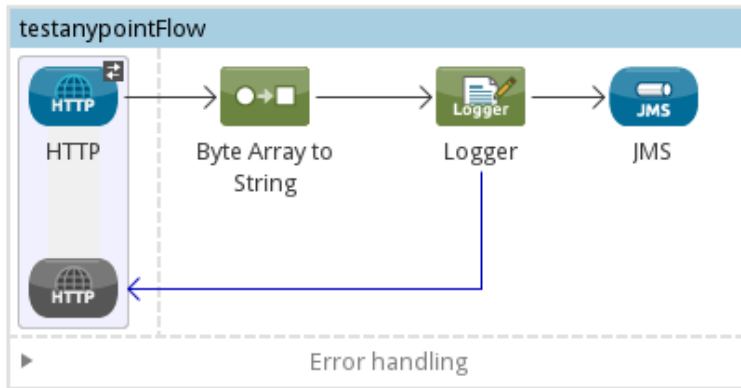 testanypointFlow
HTTP
Logger
JMS
HTTP
Byte Array to
String
Logger
JMS
HTTP
Error handling